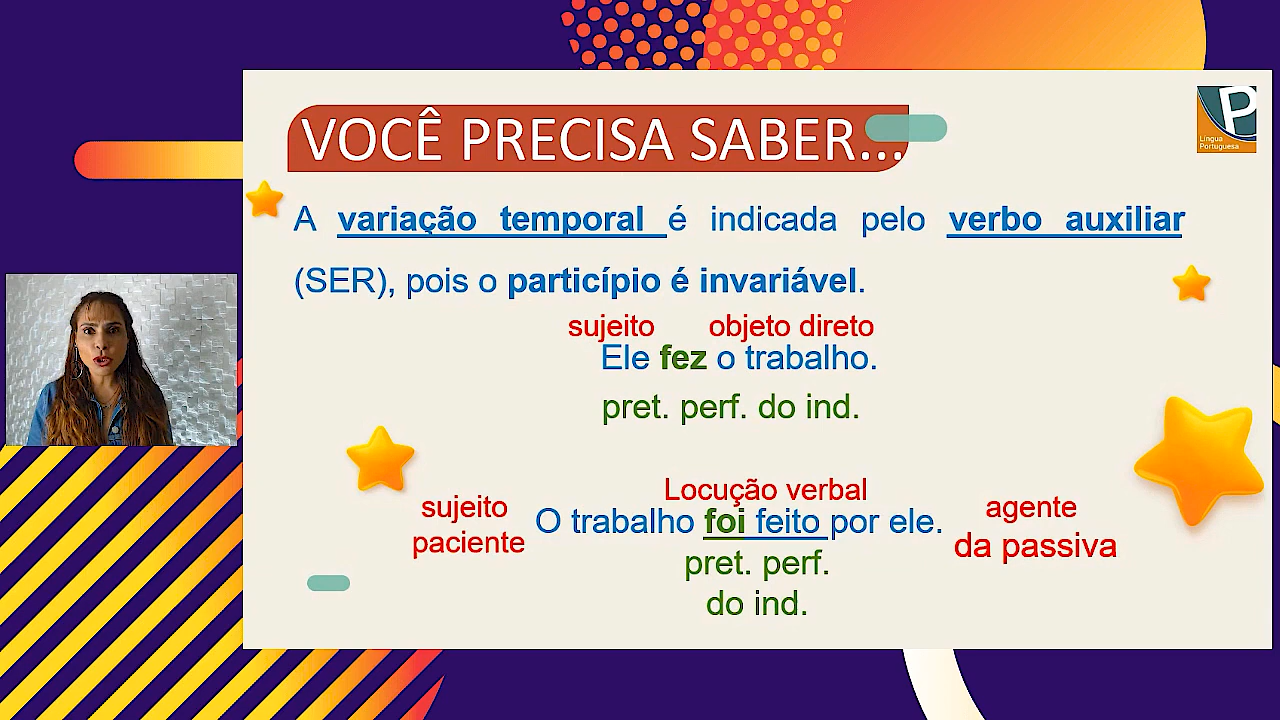 VOCÊ PRECISA SABER...
P
Língua
Portuguesa
A variação temporal é indicada pelo verbo auxiliar
(SER), pois o particípio é invariável.
sujeito objeto direto
Ele fez o trabalho.
pret. perf. do ind.
Locução verbal
sujeito
paciente
O trabalho foi feito por ele.
agente
da passiva
pret. perf.
do ind.